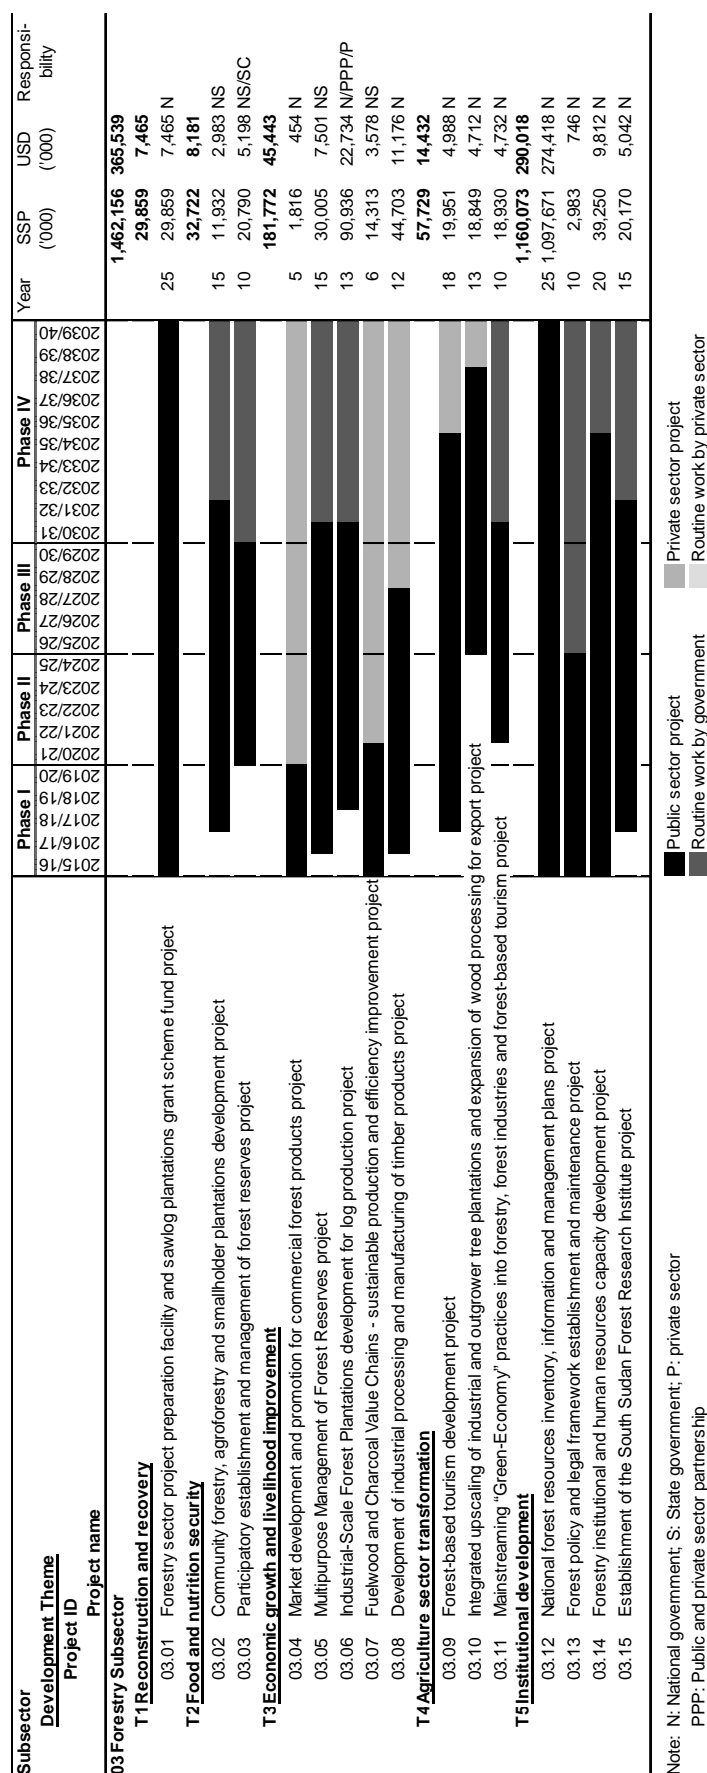 Subsector Phase I Phase II Phase III Phase IV Year SSP USD Responsi-
Development Theme ('000) ('000) bility
Project ID
Project name
2015/16 2016/17 2017/18 2018/19 2019/20 2020/21 2021/22 2022/23 2023/24 2024/25 2025/26 2026/27 2027/28 2028/29 2029/30 2030/31 2031/32 2032/33 2033/34 2034/35 2035/36 2036/37 2037/38 2038/39 2039/40
03 Forestry Subsector 1,462,156 365,539
T1 Reconstruction and recovery 29,859 7,465
03.01 Forestry sector project preparation facility and sawlog plantations grant scheme fund project 25 29,859 7,465 N
T2 Food and nutrition security 32,722 8,181
03.02 Community forestry, agroforestry and smallholder plantations development project 15 11,932 2,983 NS
03.03 Participatory establishment and management of forest reserves project 10 20,790 5,198 NS/SC
T3 Economic growth and livelihood improvement 181,772 45,443
03.04 Market development and promotion for commercial forest products project 5 1,816 454 N
03.05 Multipurpose Management of Forest Reserves project 15 30,005 7,501 NS
03.06 Industrial-Scale Forest Plantations development for log production project 13 90,936 22,734 N/PPP/P
03.07 Fuelwood and Charcoal Value Chains - sustainable production and efficiency improvement project 6 14,313 3,578 NS
03.08 Development of industrial processing and manufacturing of timber products project 12 44,703 11,176 N
T4 Agriculture sector transformation 57,729 14,432
03.09 Forest-based tourism development project 18 19,951 4,988 N
03.10 Integrated upscaling of industrial and outgrower tree plantations and expansion of wood processing for export project 13 18,849 4,712 N
03.11 Mainstreaming “Green-Economy” practices into forestry, forest industries and forest-based tourism project 10 18,930 4,732 N
T5 Institutional development 1,160,073 290,018
03.12 National forest resources inventory, information and management plans project 25 1,097,671 274,418 N
03.13 Forest policy and legal framework establishment and maintenance project 10 2,983 746 N
03.14 Forestry institutional and human resources capacity development project 20 39,250 9,812 N
03.15 Establishment of the South Sudan Forest Research Institute project 15 20,170 5,042 N
Note: N: National government; S: State government; P: private sector
PPP: Public and private sector partnership
Public sector project
Routine work by government
Private sector project
Routine work by private sector